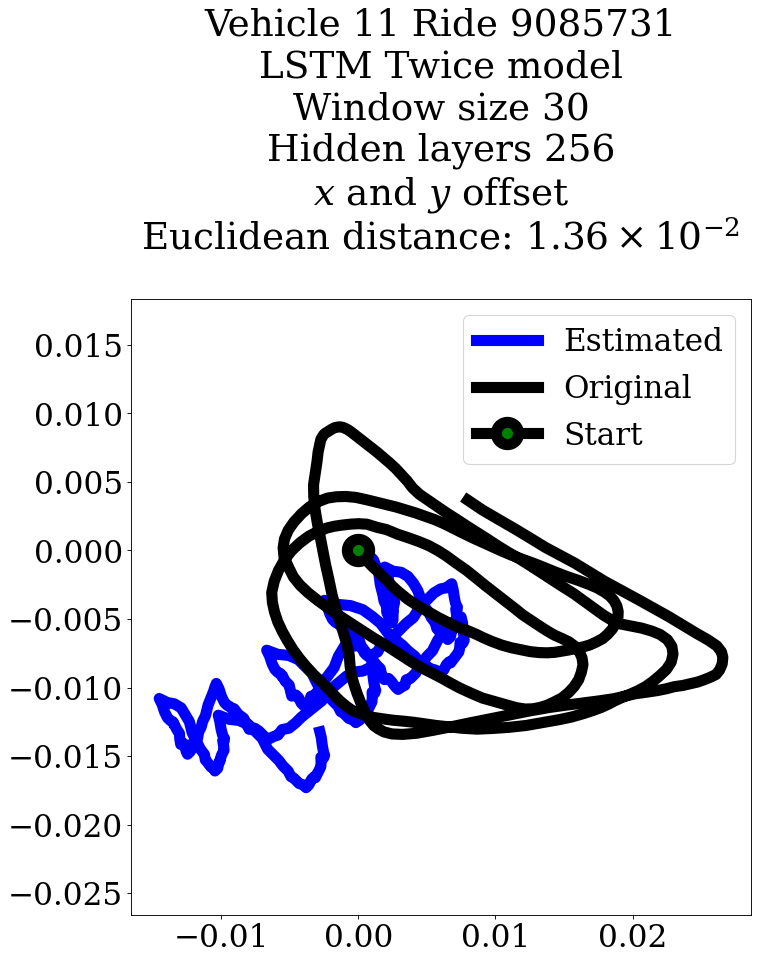 Vehicle 11 Ride 9085731
LSTM Twice model
Window size 30
Hidden layers 256
x and y offset
Euclidean distance: 1.36 × 10⁻²
Estimated
Original
Start
0.015
0.010
0.005
0.000
−0.005
−0.010
−0.015
−0.020
−0.025
−0.01 0.00 0.01 0.02